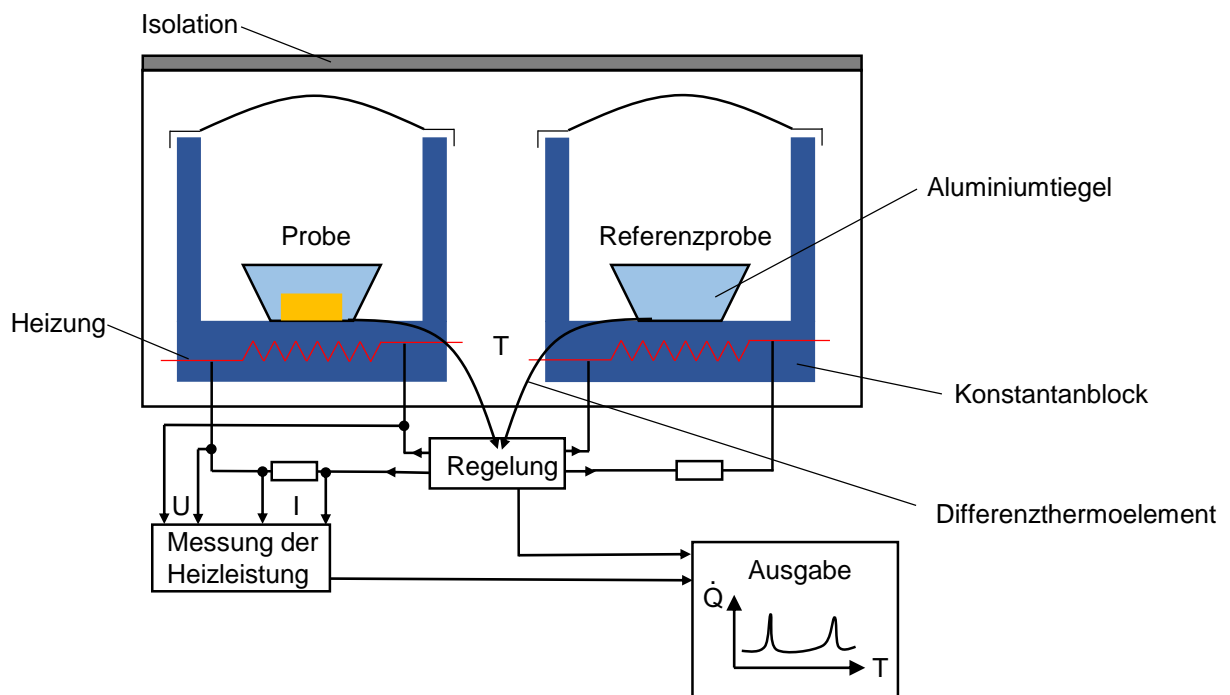 Isolation
Aluminiumtiegel
Probe
Referenzprobe
Heizung
T
Konstantanblock
Regelung
U
I
Differenzthermoelement
Messung der
Heizleistung
Ausgabe
Q̇
T